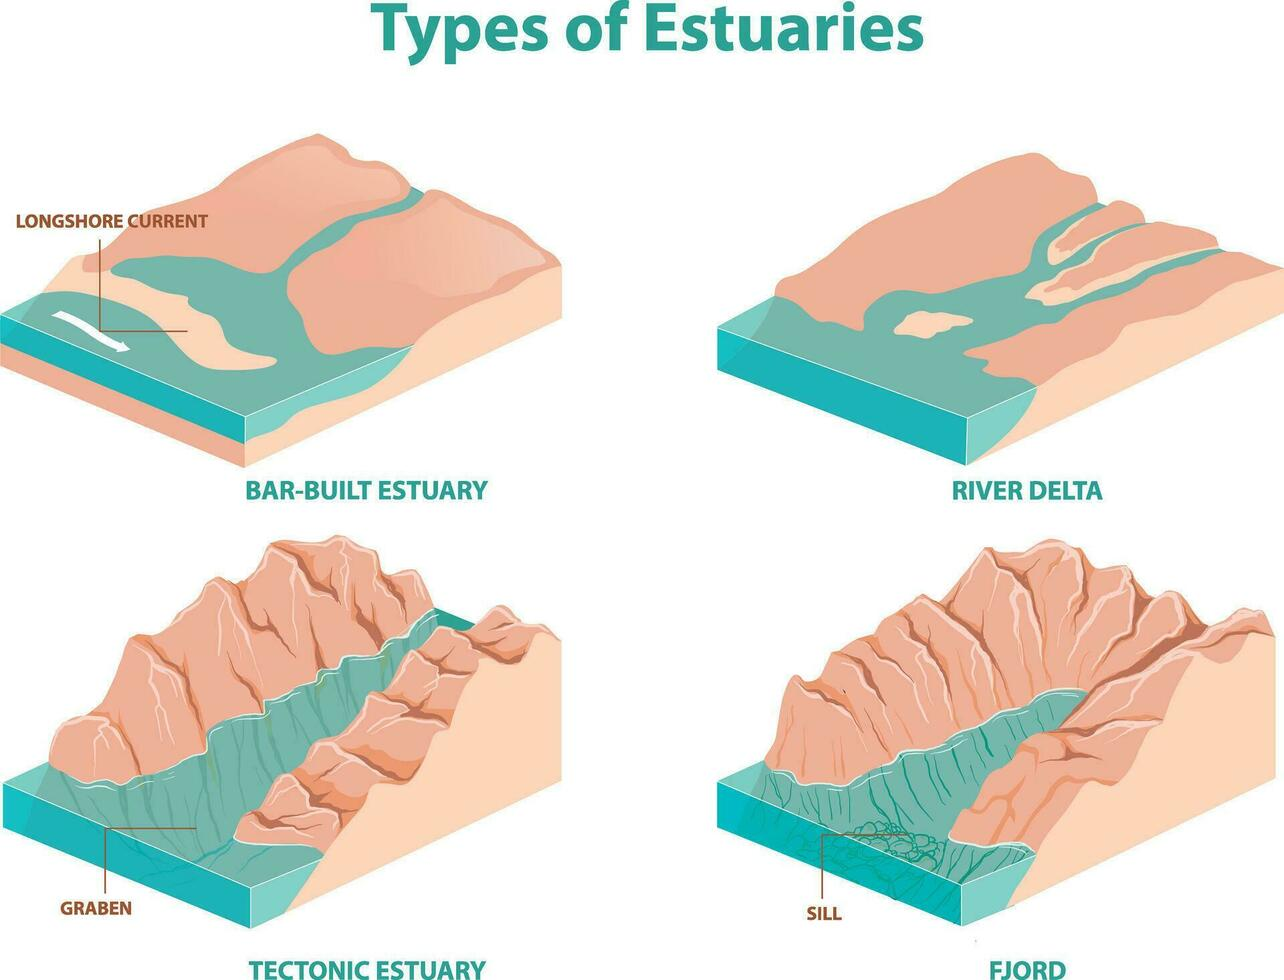 Types of Estuaries
LONGSHORE CURRENT
BAR-BUILT ESTUARY
RIVER DELTA
GRABEN
SILL
TECTONIC ESTUARY
FJORD